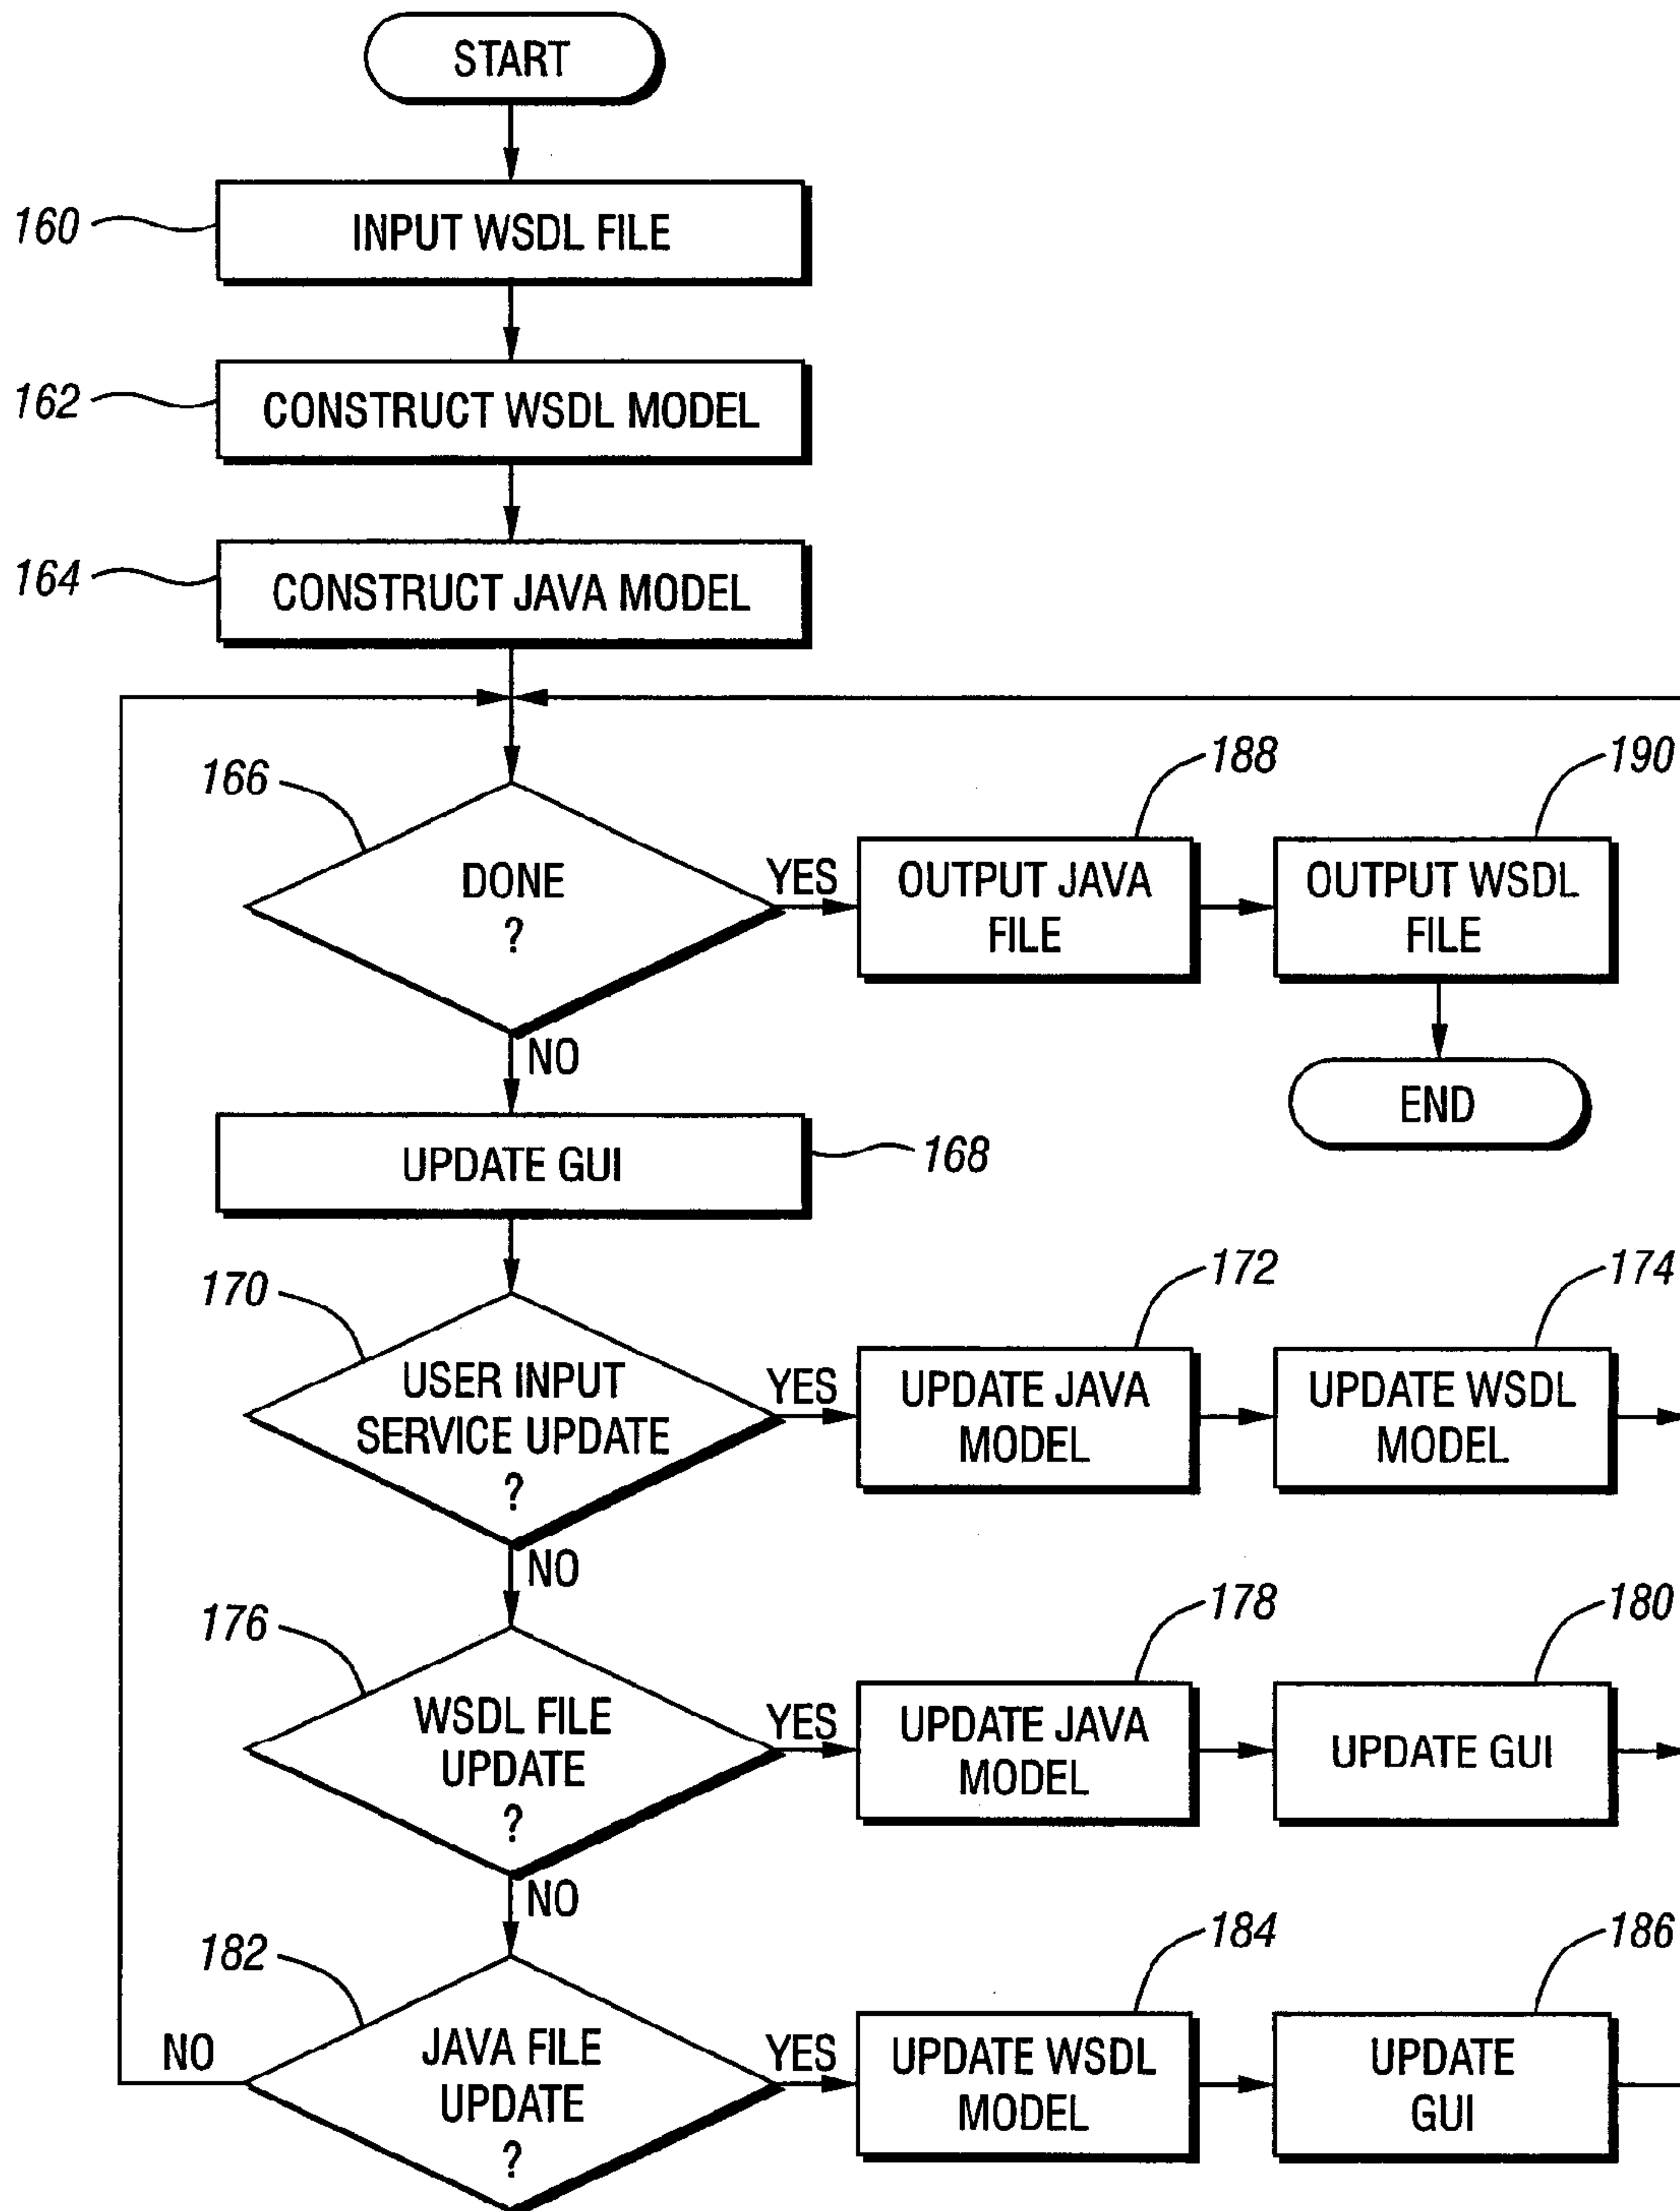 START
160
INPUT WSDL FILE
162
CONSTRUCT WSDL MODEL
164
CONSTRUCT JAVA MODEL
166
DONE
?
YES
188
OUTPUT JAVA
FILE
190
OUTPUT WSDL
FILE
END
NO
UPDATE GUI
168
170
USER INPUT
SERVICE UPDATE
?
YES
172
UPDATE JAVA
MODEL
174
UPDATE WSDL
MODEL
NO
176
WSDL FILE
UPDATE
?
YES
178
UPDATE JAVA
MODEL
180
UPDATE GUI
NO
182
JAVA FILE
UPDATE
?
NO
YES
184
UPDATE WSDL
MODEL
186
UPDATE
GUI